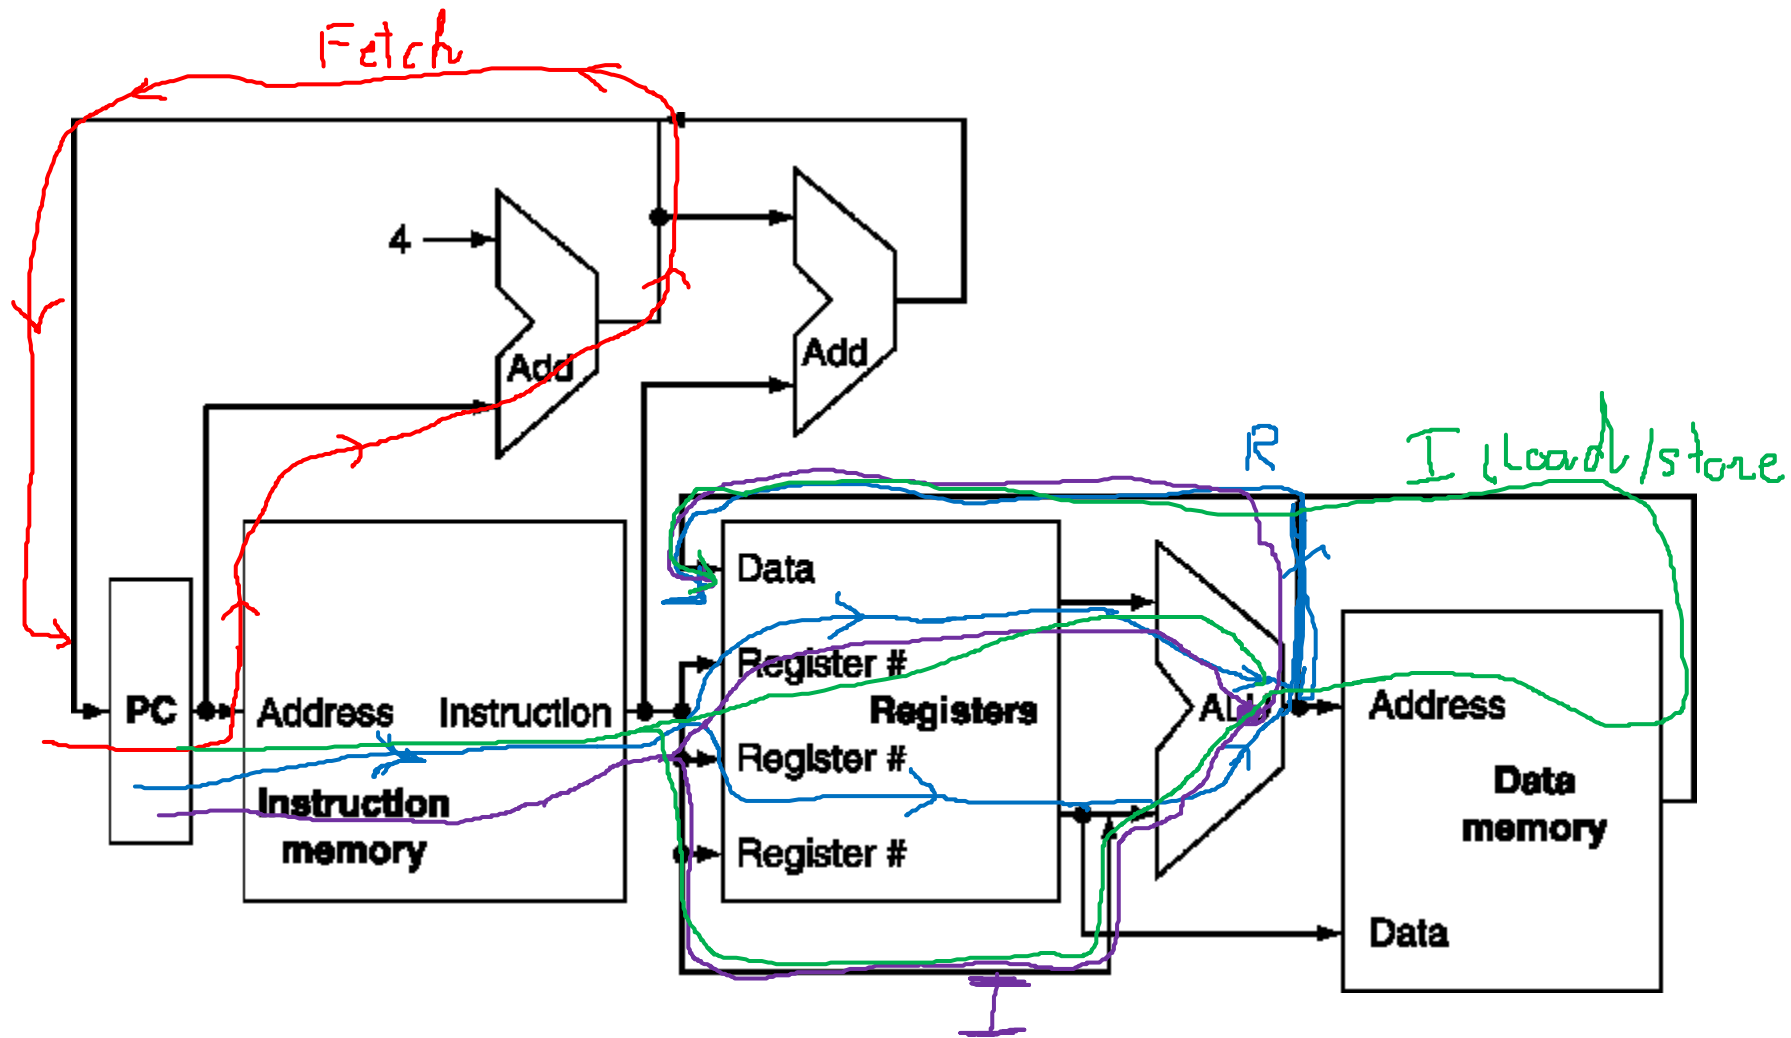 Fetch
4
Add
Add
R
I Load/store
Data
Register #
PC
Address
Instruction
Registers
ALU
Address
Register #
Instruction
memory
Data
memory
Register #
Data
I